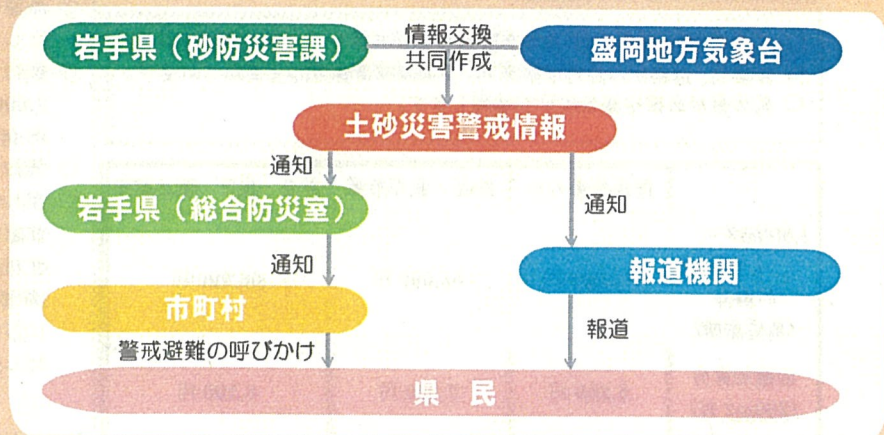 岩手県（砂防災害課）
情報交換
共同作成
盛岡地方気象台
土砂災害警戒情報
通知
岩手県（総合防災室）
通知
通知
報道機関
市町村
警戒避難の呼びかけ
報道
県民